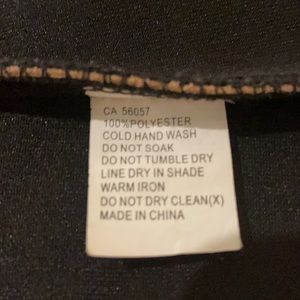 CA 56057
100%POLYESTER
COLD HAND WASH
DO NOT SOAK
DO NOT TUMBLE DRY
LINE DRY IN SHADE
WARM IRON
DO NOT DRY CLEAN(X)
MADE IN CHINA